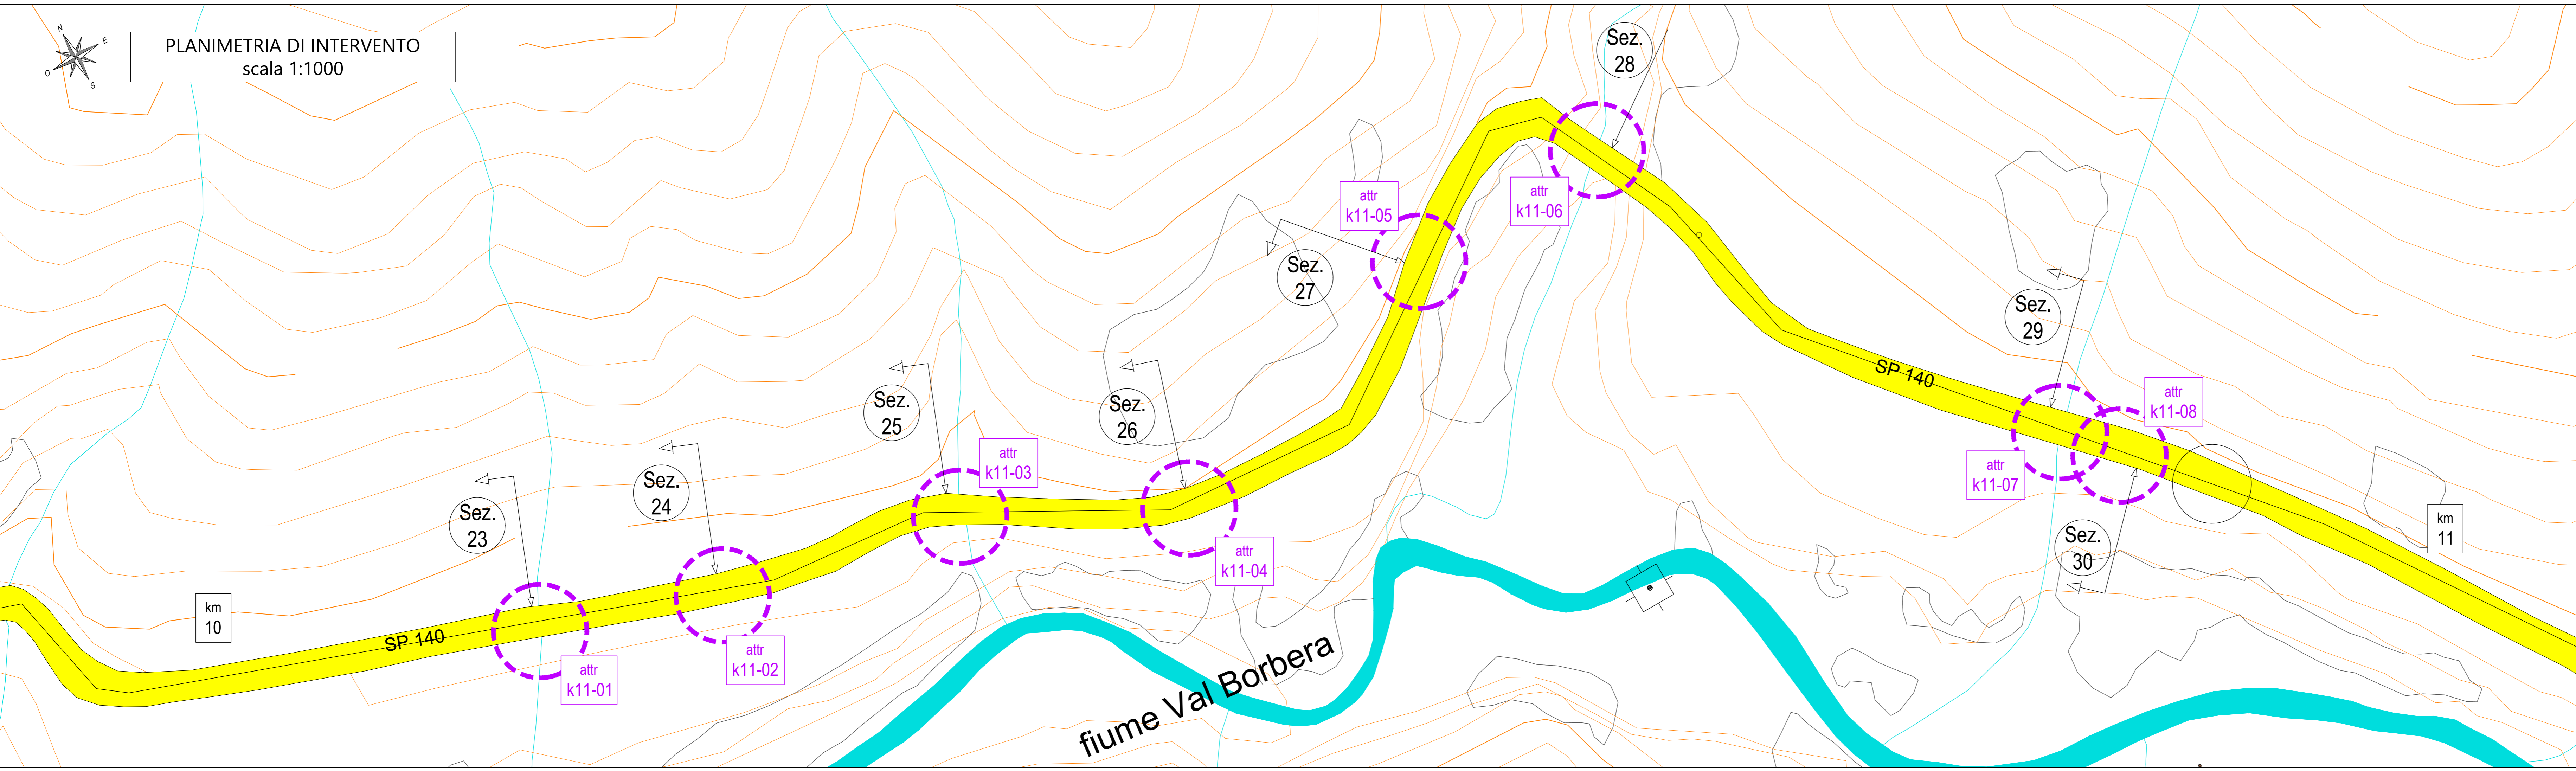 N
E
O
S
PLANIMETRIA DI INTERVENTO
scala 1:1000
Sez.
28
attr
k11-05
attr
k11-06
Sez.
27
Sez.
29
SP 140
attr
k11-08
Sez.
26
Sez.
25
attr
k11-03
attr
k11-07
Sez.
24
Sez.
23
km
11
Sez.
30
attr
k11-04
km
10
SP 140
attr
k11-02
attr
k11-01
fiume Val Borbera